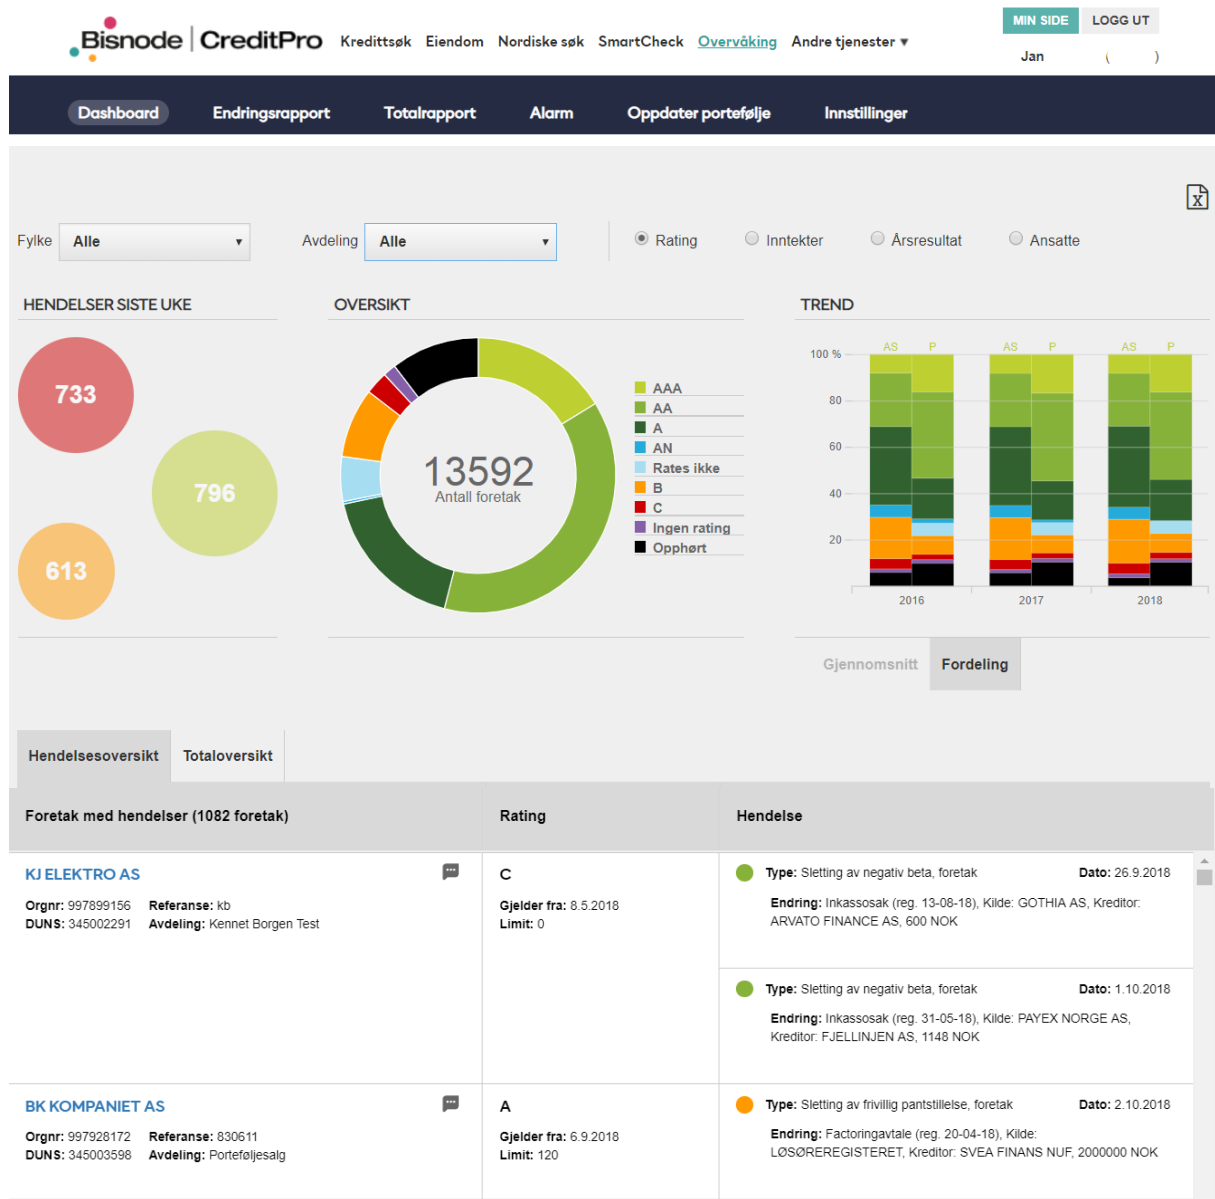 Bisnode | CreditPro Kredittsøk Eiendom Nordiske søk SmartCheck Overvåking Andre tjenester ▾
MIN SIDE LOGG UT
Jan ( )
Dashboard Endringsrapport Totalrapport Alarm Oppdater portefølje Innstillinger
Fylke Alle Avdeling Alle Rating Inntekter Årsresultat Ansatte
HENDELSER SISTE UKE
733
796
613
OVERSIKT
13592
Antall foretak
AAA
AA
A
AN
Rates ikke
B
C
Ingen rating
Opphørt
TREND
AS P AS P AS P
100 %
80
60
40
20
2016 2017 2018
Gjennomsnitt Fordeling
Hendelsesoversikt Totaloversikt
Foretak med hendelser (1082 foretak) Rating Hendelse
KJ ELEKTRO AS
Orgnr: 997899156 Referanse: kb
DUNS: 345002291 Avdeling: Kennet Borgen Test
C
Gjelder fra: 8.5.2018
Limit: 0
Type: Sletting av negativ beta, foretak Dato: 26.9.2018
Endring: Inkassosak (reg. 13-08-18), Kilde: GOTHIA AS, Kreditor:
ARVATO FINANCE AS, 600 NOK
Type: Sletting av negativ beta, foretak Dato: 1.10.2018
Endring: Inkassosak (reg. 31-05-18), Kilde: PAYEX NORGE AS,
Kreditor: FJELLINJEN AS, 1148 NOK
BK KOMPANIET AS
Orgnr: 997928172 Referanse: 830611
DUNS: 345003598 Avdeling: Porteføljesalg
A
Gjelder fra: 6.9.2018
Limit: 120
Type: Sletting av frivillig pantstillelse, foretak Dato: 2.10.2018
Endring: Factoringavtale (reg. 20-04-18), Kilde:
LØSØREREGISTERET, Kreditor: SVEA FINANS NUF, 2000000 NOK